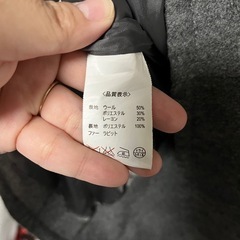 ＜品質表示＞
表地 ウール 50%
ポリエステル 30%
レーヨン 20%
裏地 ポリエステル 100%
ファー ラビット